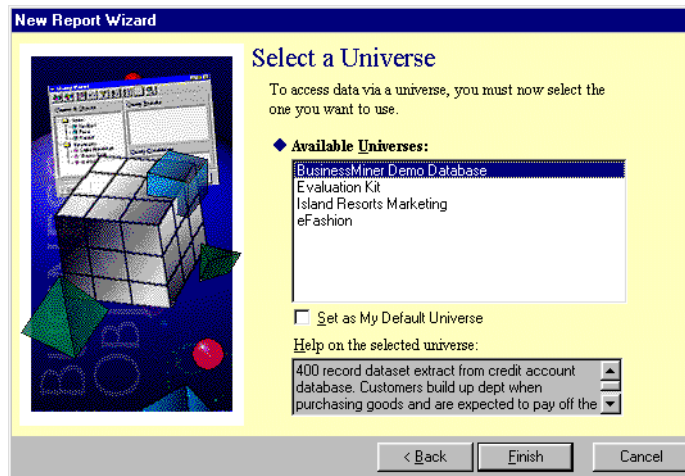 New Report Wizard
Select a Universe
To access data via a universe, you must now select the
one you want to use.
Available Universes:
BusinessMiner Demo Database
Evaluation Kit
Island Resorts Marketing
eFashion
Set as My Default Universe
Help on the selected universe:
400 record dataset extract from credit account
database. Customers build up dept when
purchasing goods and are expected to pay off the
< Back
Finish
Cancel